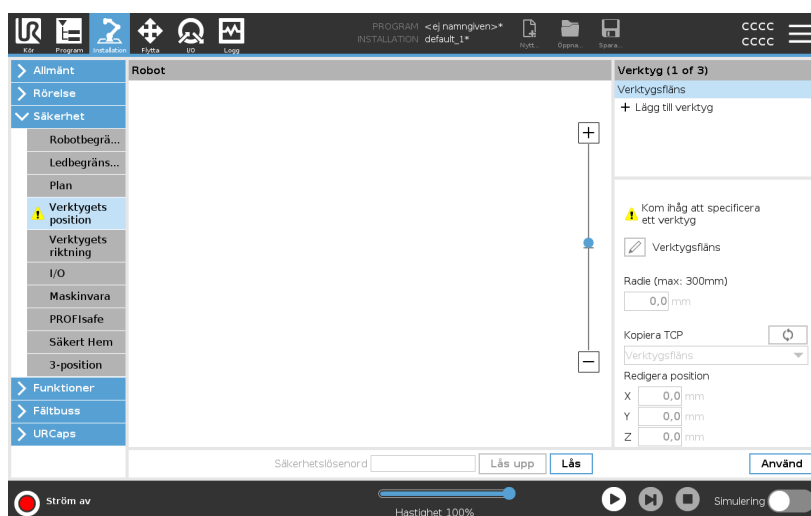 PROGRAM <ej namngiven>*
INSTALLATION default_1*
Kör
Program
Installation
Flytta
I/O
Logg
Nytt...
Öppna...
Spara...
CCCC
CCCC
Allmänt
Rörelse
Säkerhet
Robotbegrä...
Ledbegräns...
Plan
Verktygets
position
Verktygets
riktning
I/O
Maskinvara
PROFIsafe
Säkert Hem
3-position
Funktioner
Fältbuss
URCaps
Robot
Säkerhetslösenord
Lås upp
Lås
Verktyg (1 of 3)
Verktygsfläns
+ Lägg till verktyg
Kom ihåg att specificera
ett verktyg
Verktygsfläns
Radie (max: 300mm)
0,0 mm
Kopiera TCP
Verktygsfläns
Redigera position
X 0,0 mm
Y 0,0 mm
Z 0,0 mm
Använd
Ström av
Hastighet 100%
Simulering